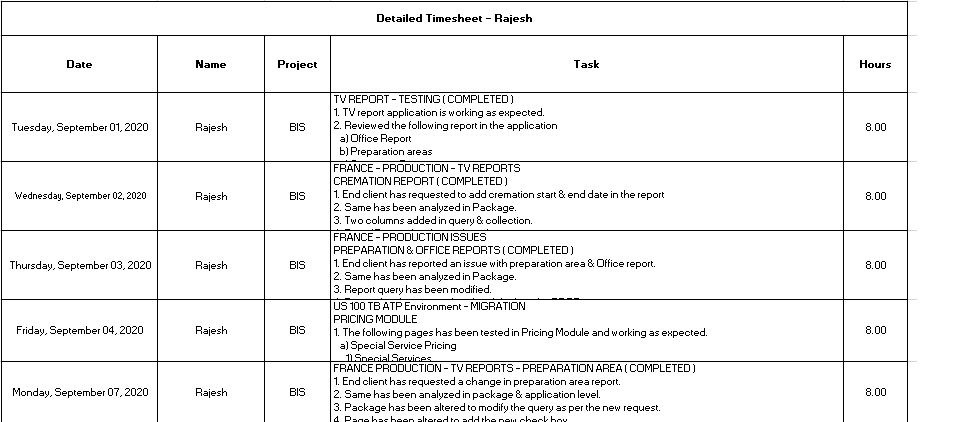 Detailed Timesheet - Rajesh
Date Name Project Task Hours
Tuesday, September 01, 2020 Rajesh BIS 8.00
TV REPORT - TESTING ( COMPLETED )
1. TV report application is working as expected.
2. Reviewed the following report in the application
a) Office Report
b) Preparation areas
Wednesday, September 02, 2020 Rajesh BIS 8.00
FRANCE - PRODUCTION - TV REPORTS
CREMATION REPORT ( COMPLETED )
1. End client has requested to add cremation start & end date in the report
2. Same has been analyzed in Package.
3. Two columns added in query & collection.
Thursday, September 03, 2020 Rajesh BIS 8.00
FRANCE - PRODUCTION ISSUES
PREPARATION & OFFICE REPORTS ( COMPLETED )
1. End client has reported an issue with preparation area & Office report.
2. Same has been analyzed in Package.
3. Report query has been modified.
Friday, September 04, 2020 Rajesh BIS 8.00
US 100 TB ATP Environment - MIGRATION
PRICING MODULE
1. The following pages has been tested in Pricing Module and working as expected.
a) Special Service Pricing
1) Special Services
Monday, September 07, 2020 Rajesh BIS 8.00
FRANCE PRODUCTION - TV REPORTS - PREPARATION AREA ( COMPLETED )
1. End client has requested a change in preparation area report.
2. Same has been analyzed in package & application level.
3. Package has been altered to modify the query as per the new request.
4. Page has been altered to add the new check box